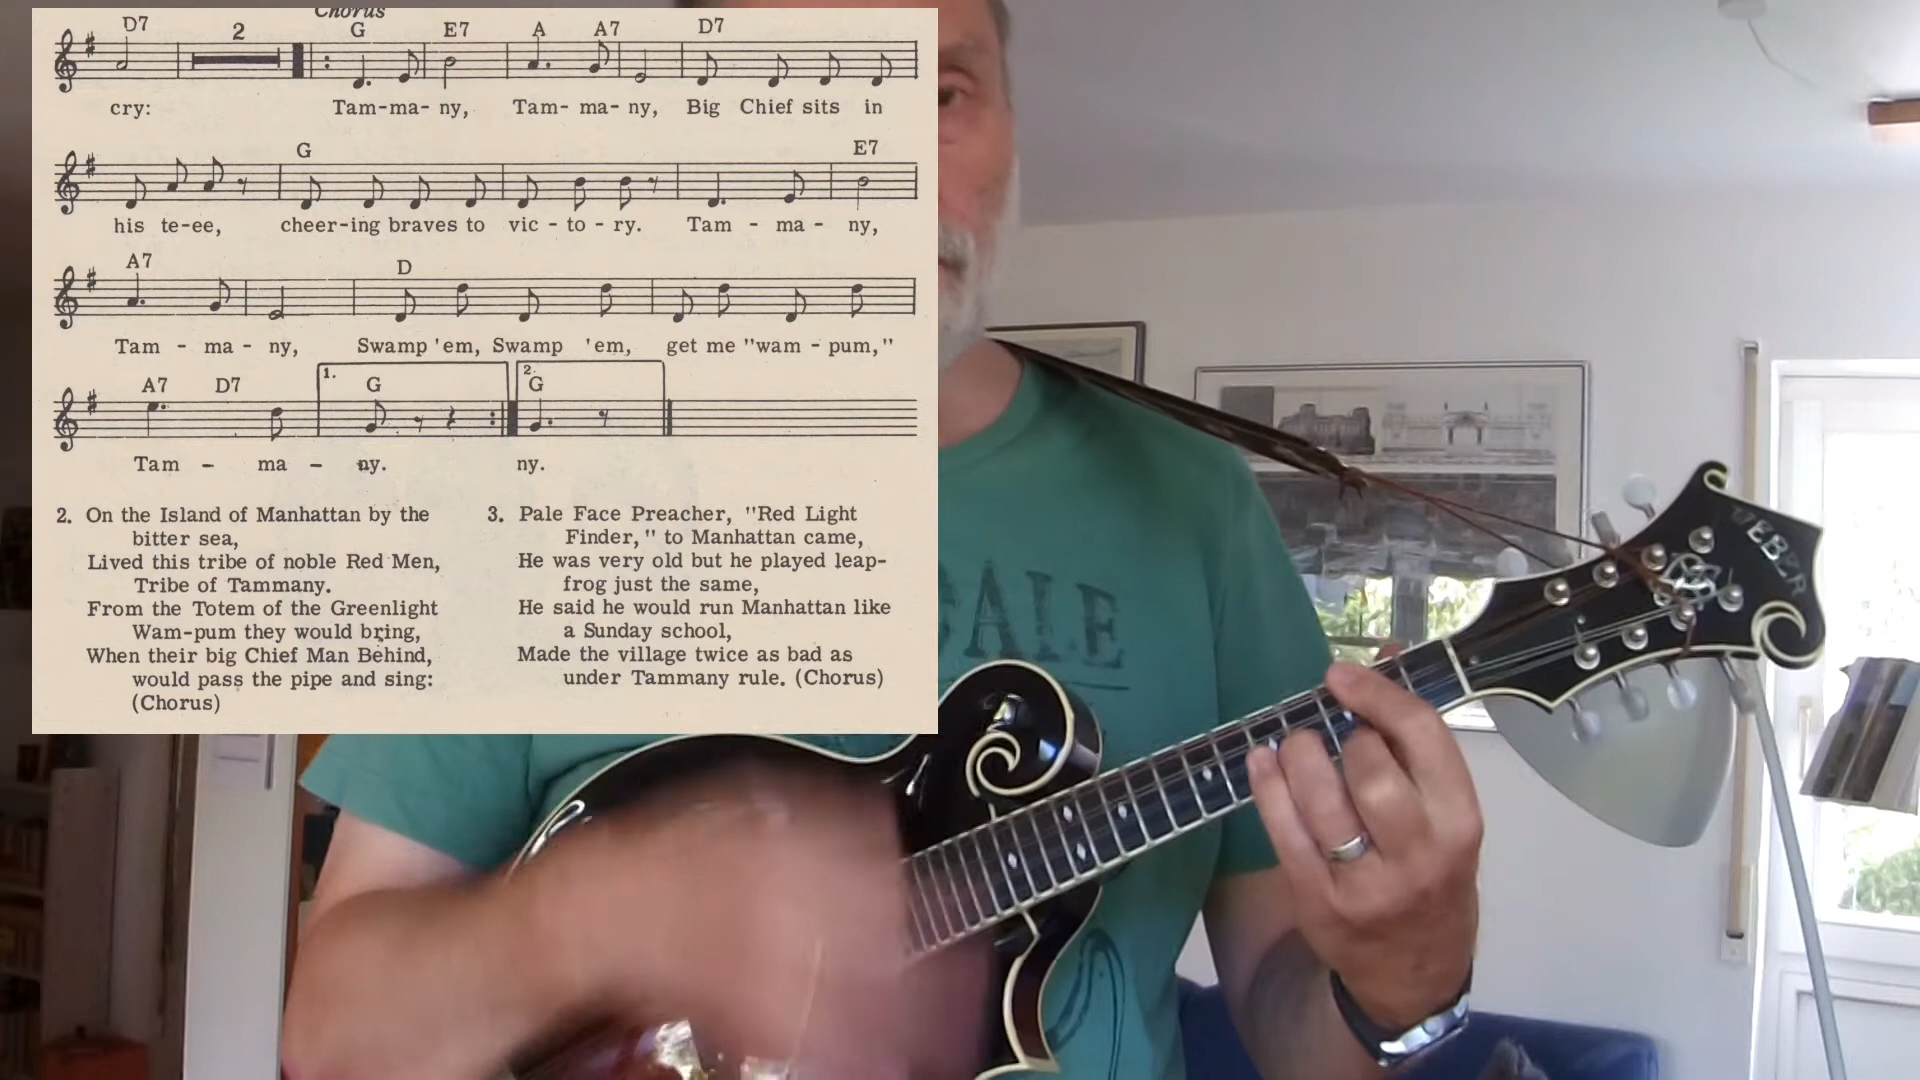 Chorus
D7 2 G E7 A A7 D7
cry: Tam-ma- ny, Tam- ma- ny, Big Chief sits in
G E7
his te-ee, cheer-ing braves to vic - to - ry. Tam - ma - ny,
A7 D
Tam - ma - ny, Swamp 'em, Swamp 'em, get me "wam - pum,"
A7 D7 1. G 2. G
Tam - ma - ny. ny.
2. On the Island of Manhattan by the
bitter sea,
Lived this tribe of noble Red Men,
Tribe of Tammany.
From the Totem of the Greenlight
Wam-pum they would bring,
When their big Chief Man Behind,
would pass the pipe and sing:
(Chorus)
3. Pale Face Preacher, "Red Light
Finder," to Manhattan came,
He was very old but he played leap-
frog just the same,
He said he would run Manhattan like
a Sunday school,
Made the village twice as bad as
under Tammany rule. (Chorus)
WEBER